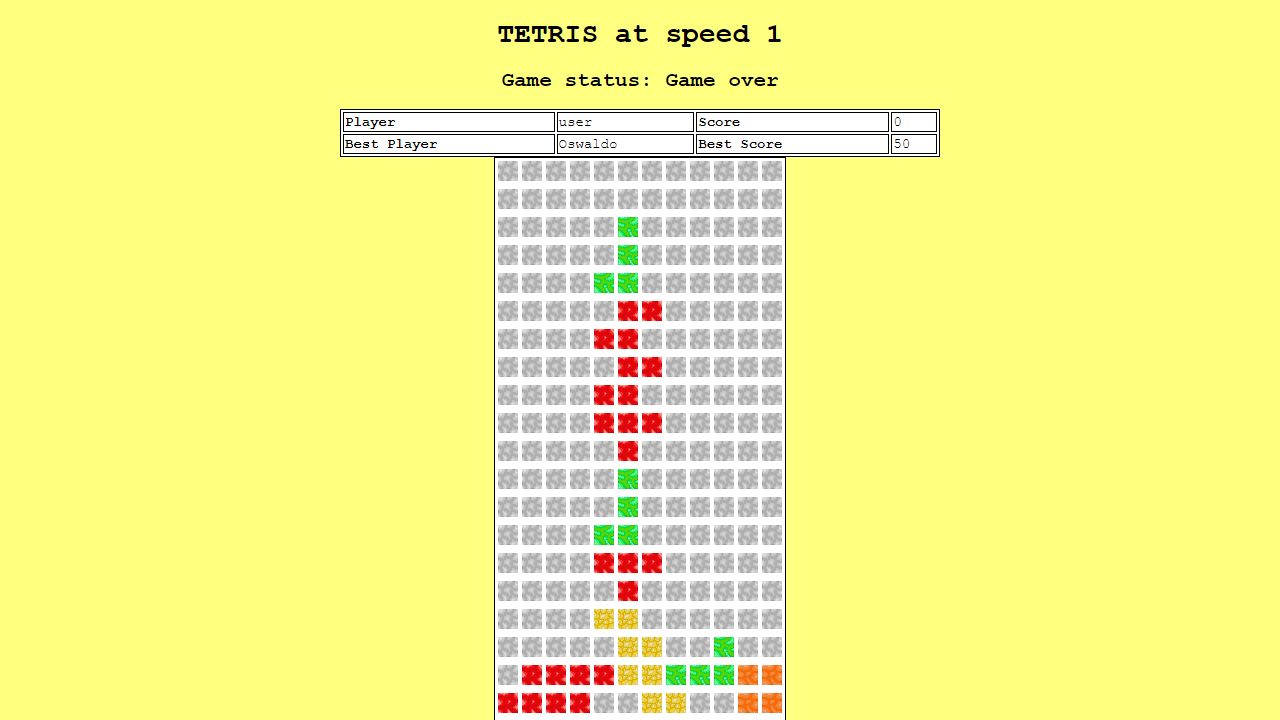 TETRIS at speed 1
Game status: Game over
Player user Score 0
Best Player Oswaldo Best Score 50